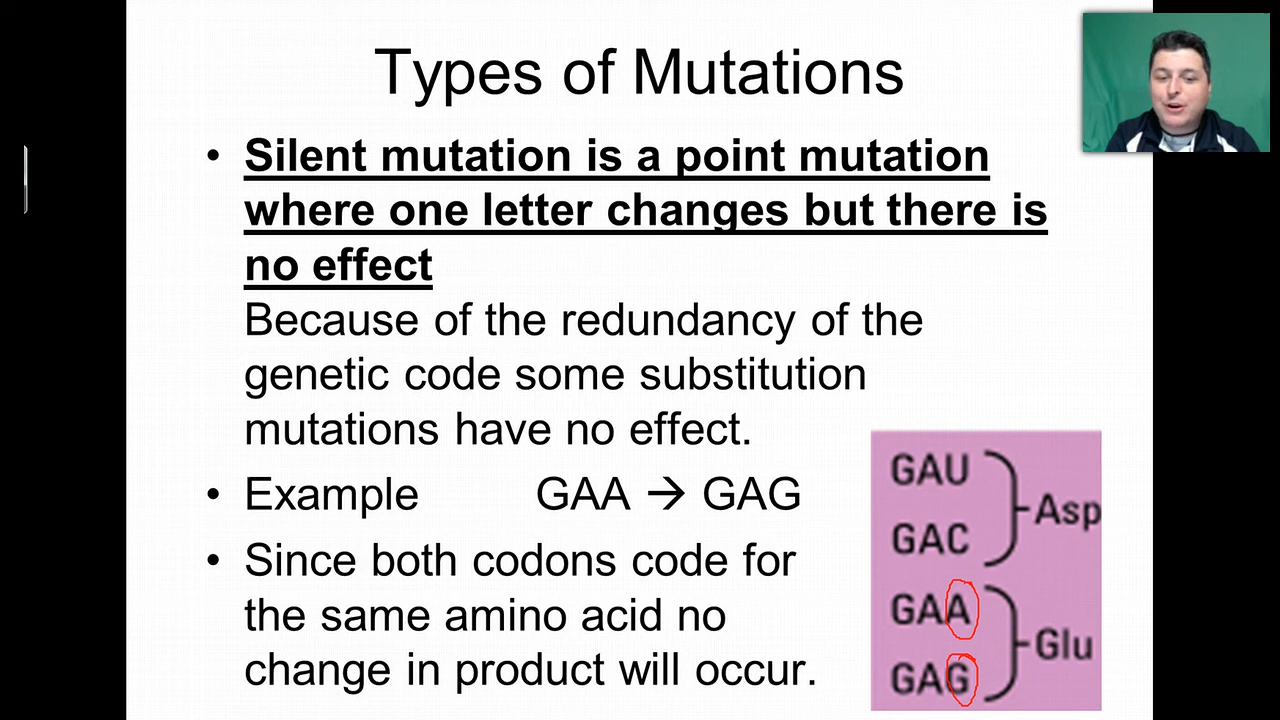 Types of Mutations
• Silent mutation is a point mutation
where one letter changes but there is
no effect
Because of the redundancy of the
genetic code some substitution
mutations have no effect.
• Example GAA → GAG
• Since both codons code for
the same amino acid no
change in product will occur.
GAU
Asp
GAC
GAA
Glu
GAG